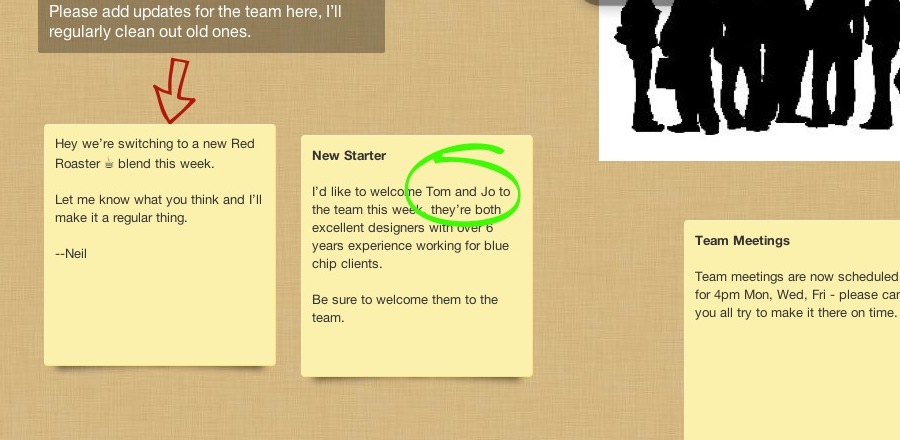 Please add updates for the team here, I’ll
regularly clean out old ones.
Hey we’re switching to a new Red
Roaster ☕ blend this week.
Let me know what you think and I’ll
make it a regular thing.
--Neil
New Starter
I’d like to welcome Tom and Jo to
the team this week, they’re both
excellent designers with over 6
years experience working for blue
chip clients.
Be sure to welcome them to the
team.
Team Meetings
Team meetings are now scheduled
for 4pm Mon, Wed, Fri - please can
you all try to make it there on time.